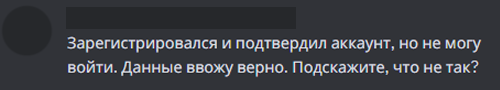 Зарегистрировался и подтвердил аккаунт, но не могу
войти. Данные ввожу верно. Подскажите, что не так?